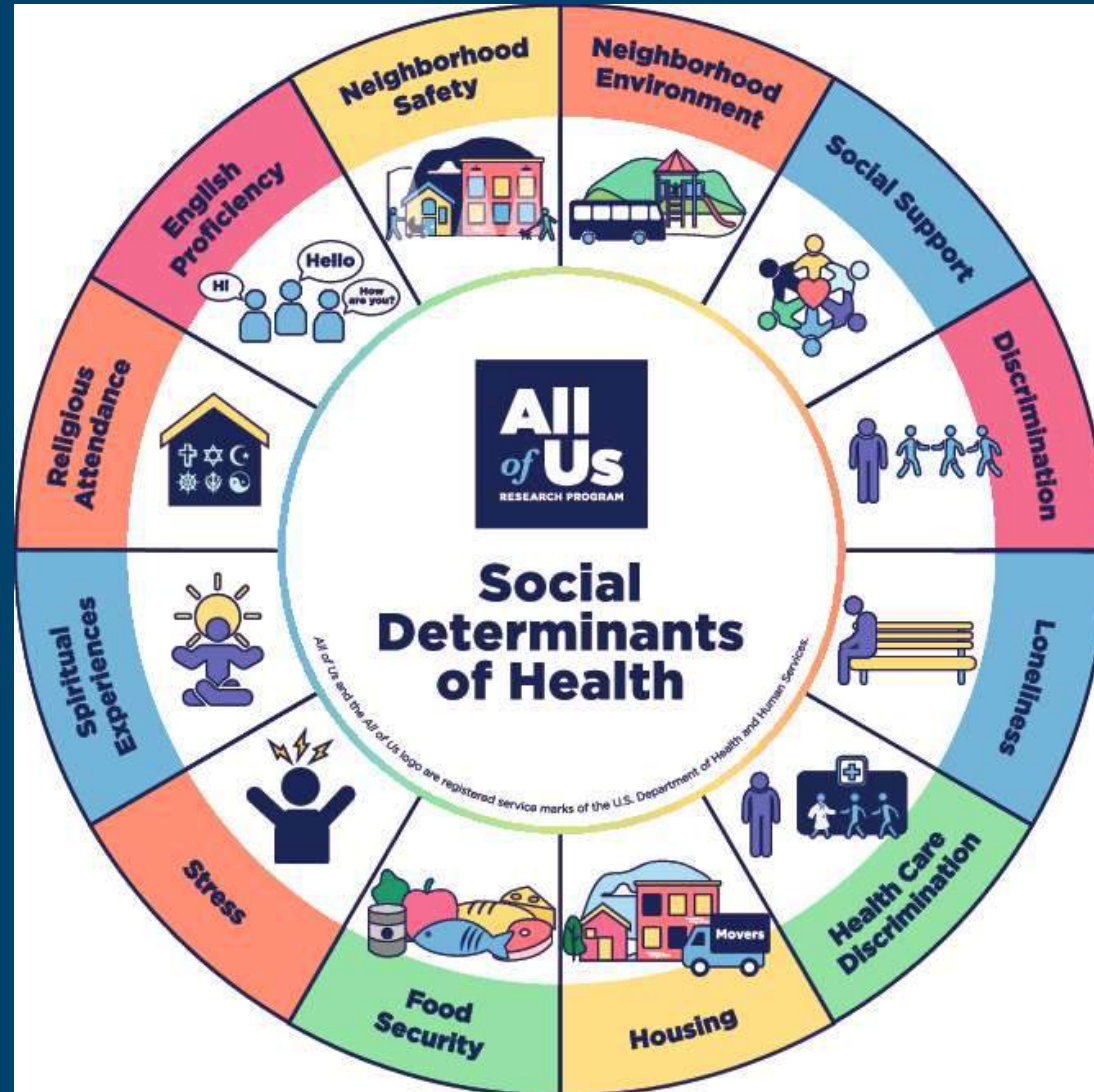 Neighborhood
Safety
Neighborhood
Environment
Social Support
Discrimination
Loneliness
Health Care
Discrimination
Housing
Movers
Food
Security
Stress
Spiritual
Experiences
Religious
Attendance
English
Proficiency
Hi
Hello
How
are you?
All
of Us
RESEARCH PROGRAM
Social
Determinants
of Health
All of Us and the All of Us logo are registered service marks of the U.S. Department of Health and Human Services.